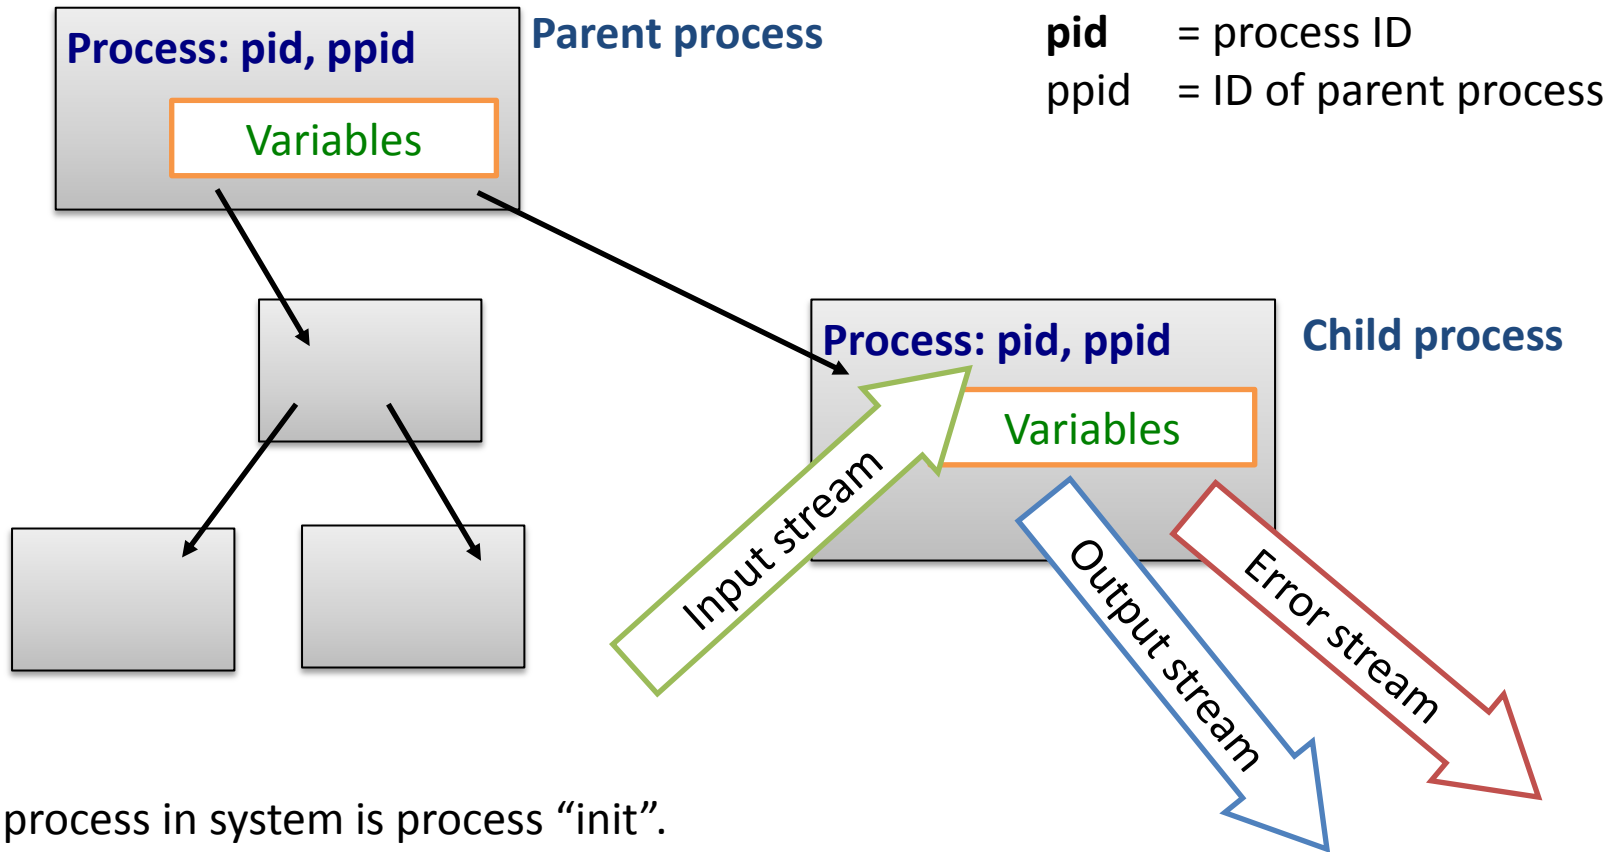 Process: pid, ppid
Variables
Parent process
pid = process ID
ppid = ID of parent process
Process: pid, ppid
Variables
Child process
Input stream
Output stream
Error stream
process in system is process “init”.